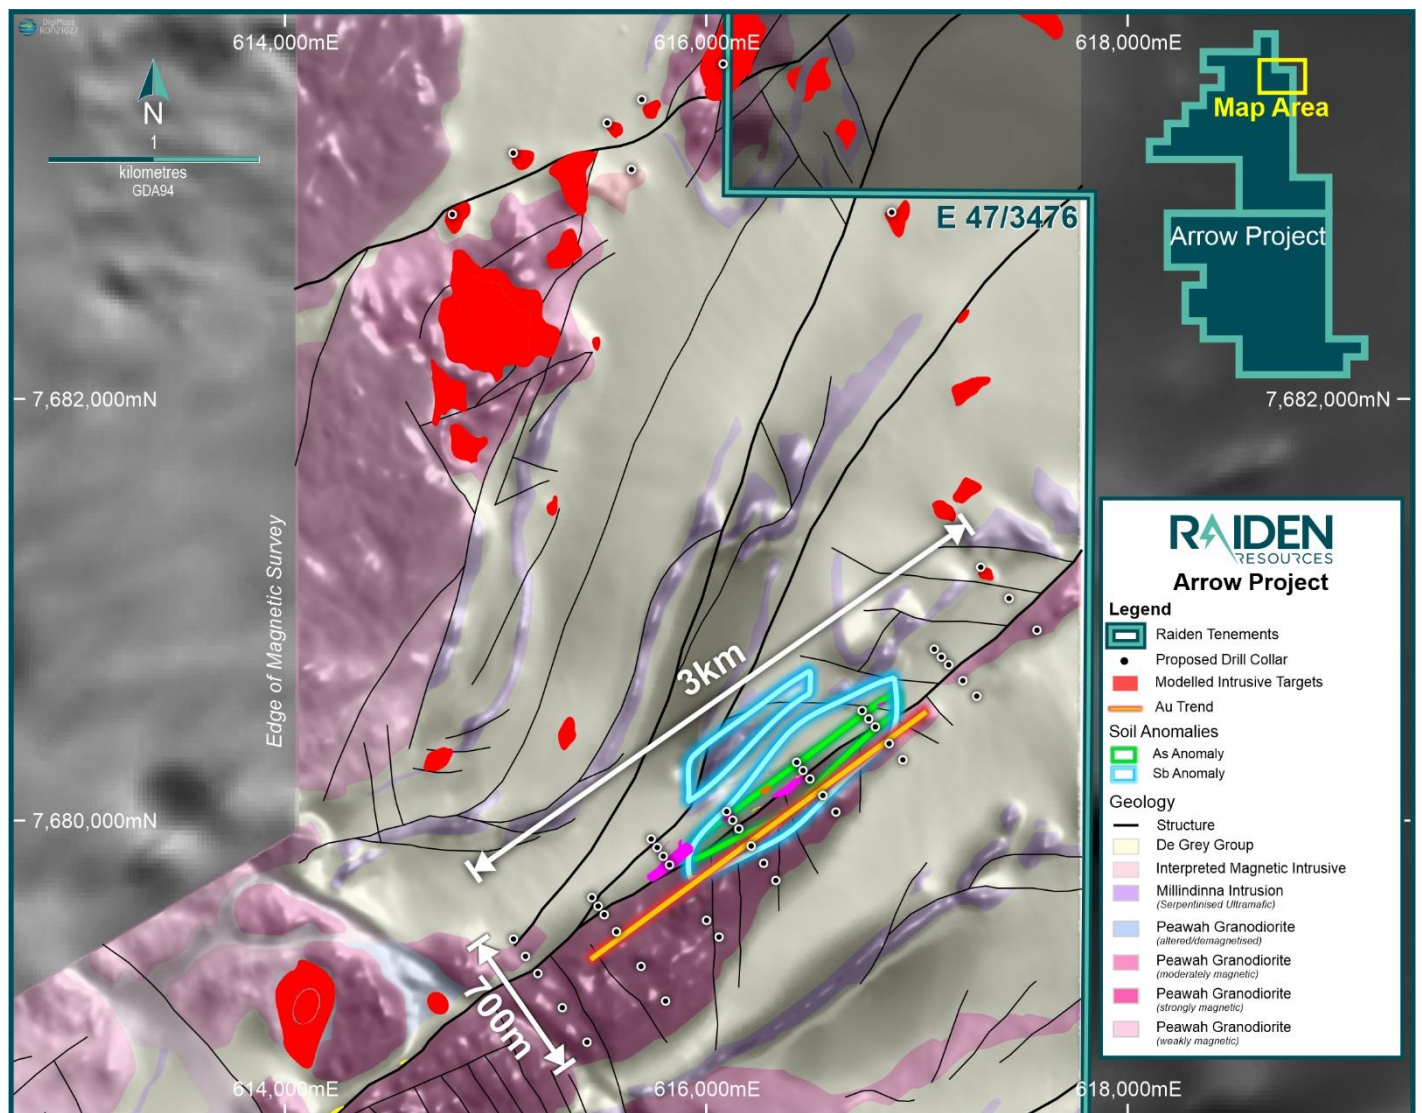 DigiMaps
R0H21027
614,000mE
616,000mE
618,000mE
N
1
kilometres
GDA94
Map Area
Arrow Project
E 47/3476
7,682,000mN
7,682,000mN
Edge of Magnetic Survey
3km
7,680,000mN
700m
614,000mE
616,000mE
618,000mE
RAIDEN
RESOURCES
Arrow Project
Legend
Raiden Tenements
Proposed Drill Collar
Modelled Intrusive Targets
Au Trend
Soil Anomalies
As Anomaly
Sb Anomaly
Geology
Structure
De Grey Group
Interpreted Magnetic Intrusive
Millindinna Intrusion
(Serpentinised Ultramafic)
Peawah Granodiorite
(altered/demagnetised)
Peawah Granodiorite
(moderately magnetic)
Peawah Granodiorite
(strongly magnetic)
Peawah Granodiorite
(weakly magnetic)